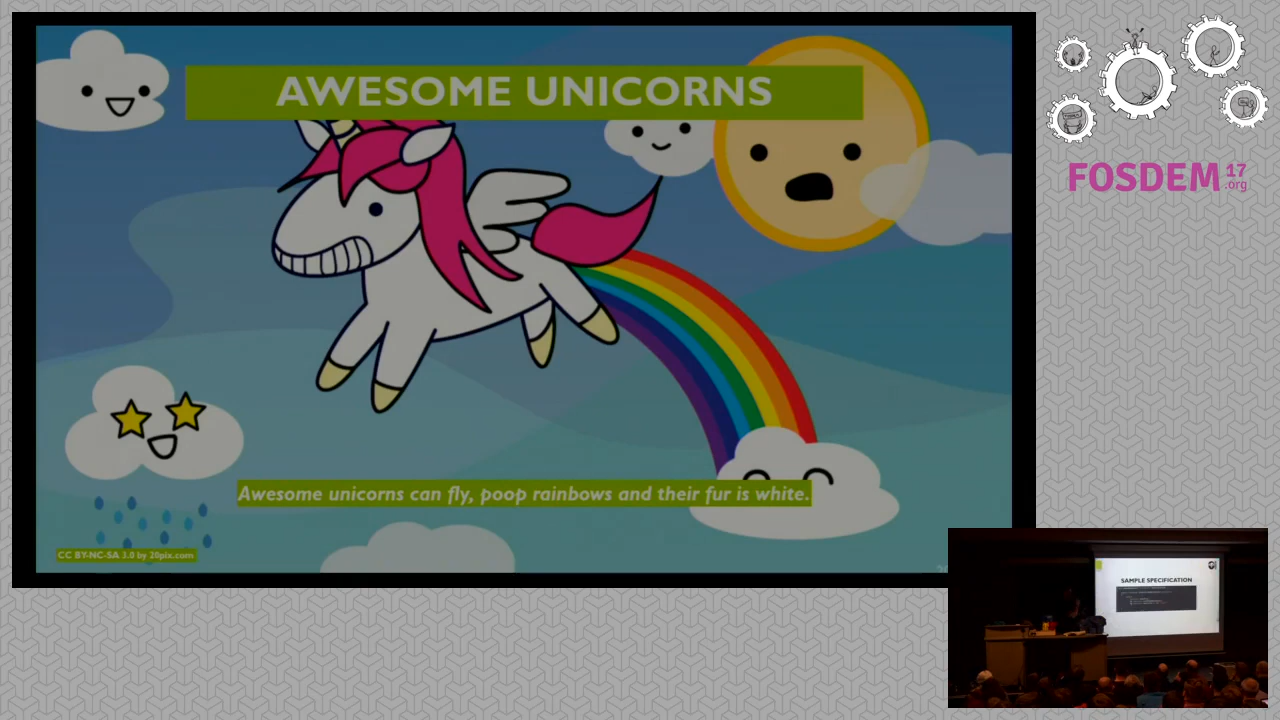 AWESOME UNICORNS
Awesome unicorns can fly, poop rainbows and their fur is white.
CC BY-NC-SA 3.0 by 20pix.com
FOSDEM 17
.org
SAMPLE SPECIFICATION